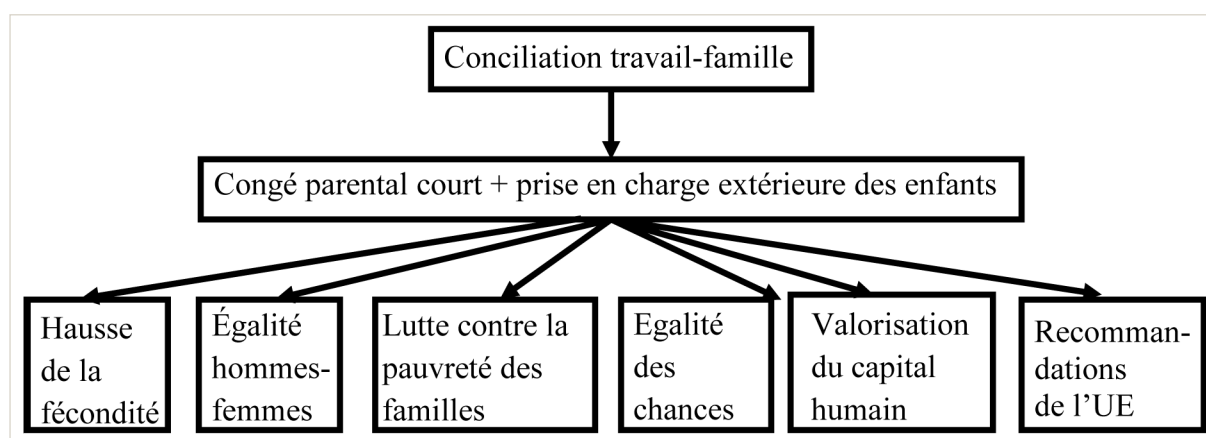 Conciliation travail-famille
Congé parental court + prise en charge extérieure des enfants
Hausse
de la
fécondité
Égalité
hommes-
femmes
Lutte contre la
pauvreté des
familles
Egalité
des
chances
Valorisation
du capital
humain
Recomman-
dations
de l’UE